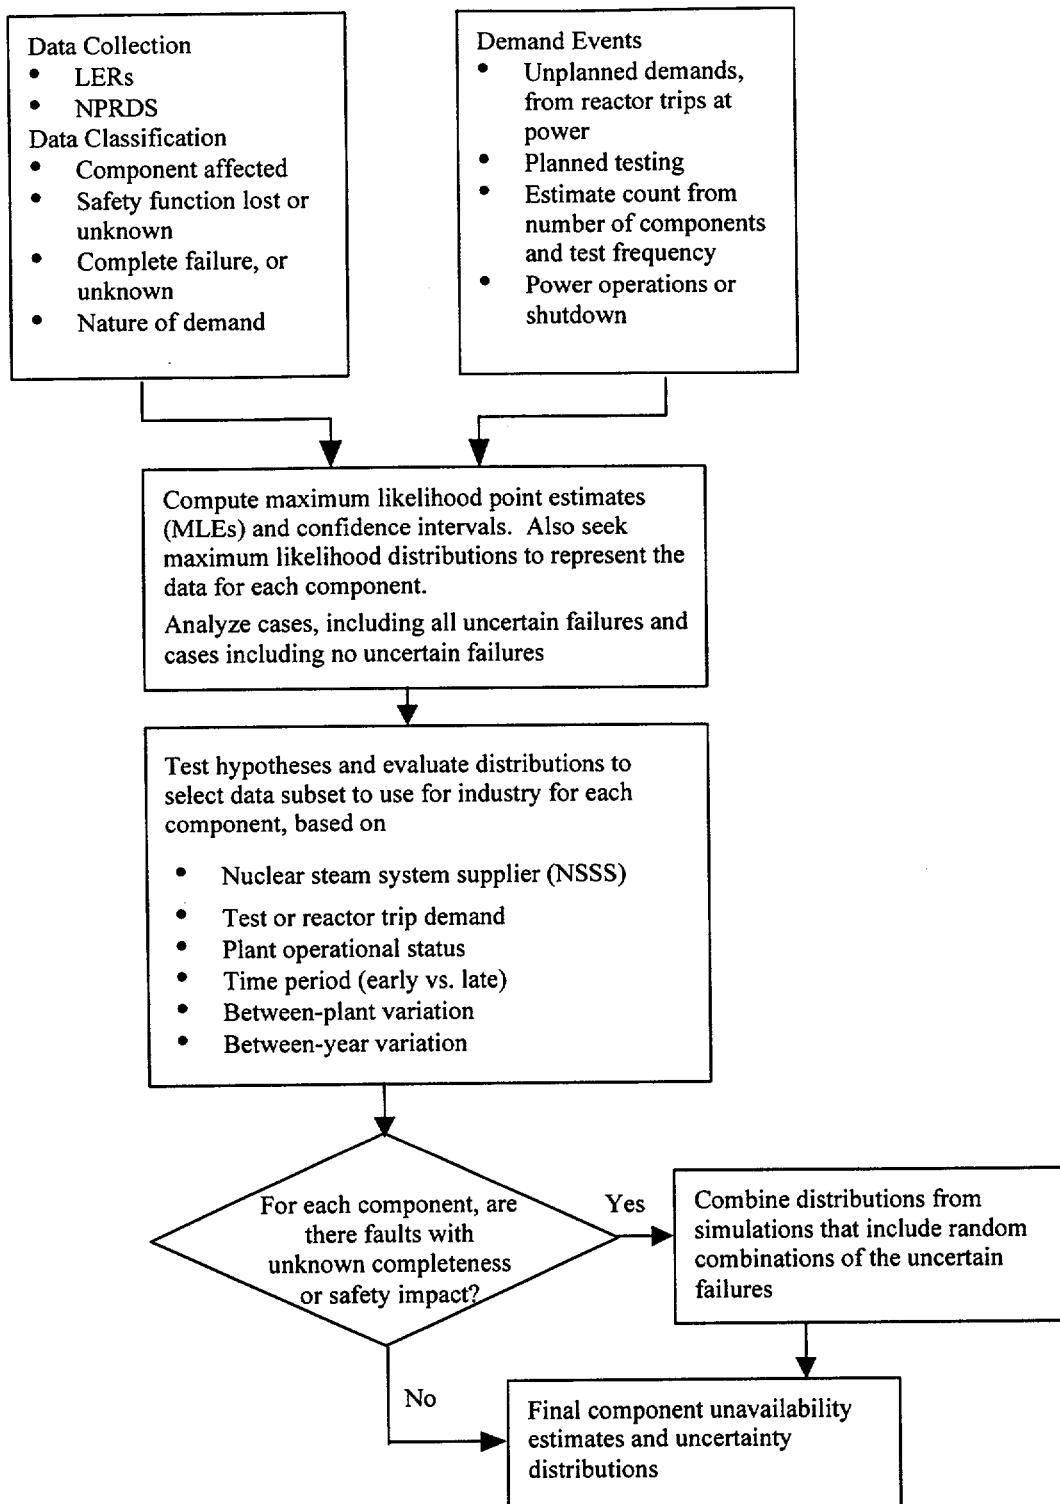 Data Collection
• LERs
• NPRDS
Data Classification
• Component affected
• Safety function lost or
unknown
• Complete failure, or
unknown
• Nature of demand
Demand Events
• Unplanned demands,
from reactor trips at
power
• Planned testing
• Estimate count from
number of components
and test frequency
• Power operations or
shutdown
Compute maximum likelihood point estimates
(MLEs) and confidence intervals. Also seek
maximum likelihood distributions to represent the
data for each component.
Analyze cases, including all uncertain failures and
cases including no uncertain failures
Test hypotheses and evaluate distributions to
select data subset to use for industry for each
component, based on
• Nuclear steam system supplier (NSSS)
• Test or reactor trip demand
• Plant operational status
• Time period (early vs. late)
• Between-plant variation
• Between-year variation
For each component, are
there faults with
unknown completeness
or safety impact?
Yes
Combine distributions from
simulations that include random
combinations of the uncertain
failures
No
Final component unavailability
estimates and uncertainty
distributions